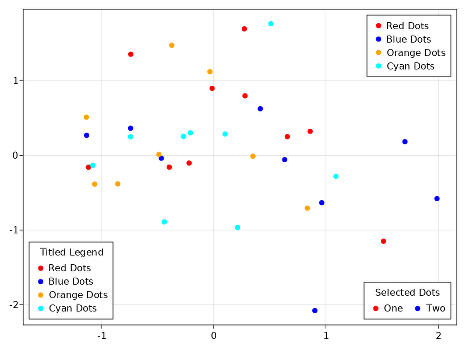 Red Dots
Blue Dots
Orange Dots
Cyan Dots
1
0
-1
-2
Titled Legend
Red Dots
Blue Dots
Orange Dots
Cyan Dots
Selected Dots
One Two
-1 0 1 2